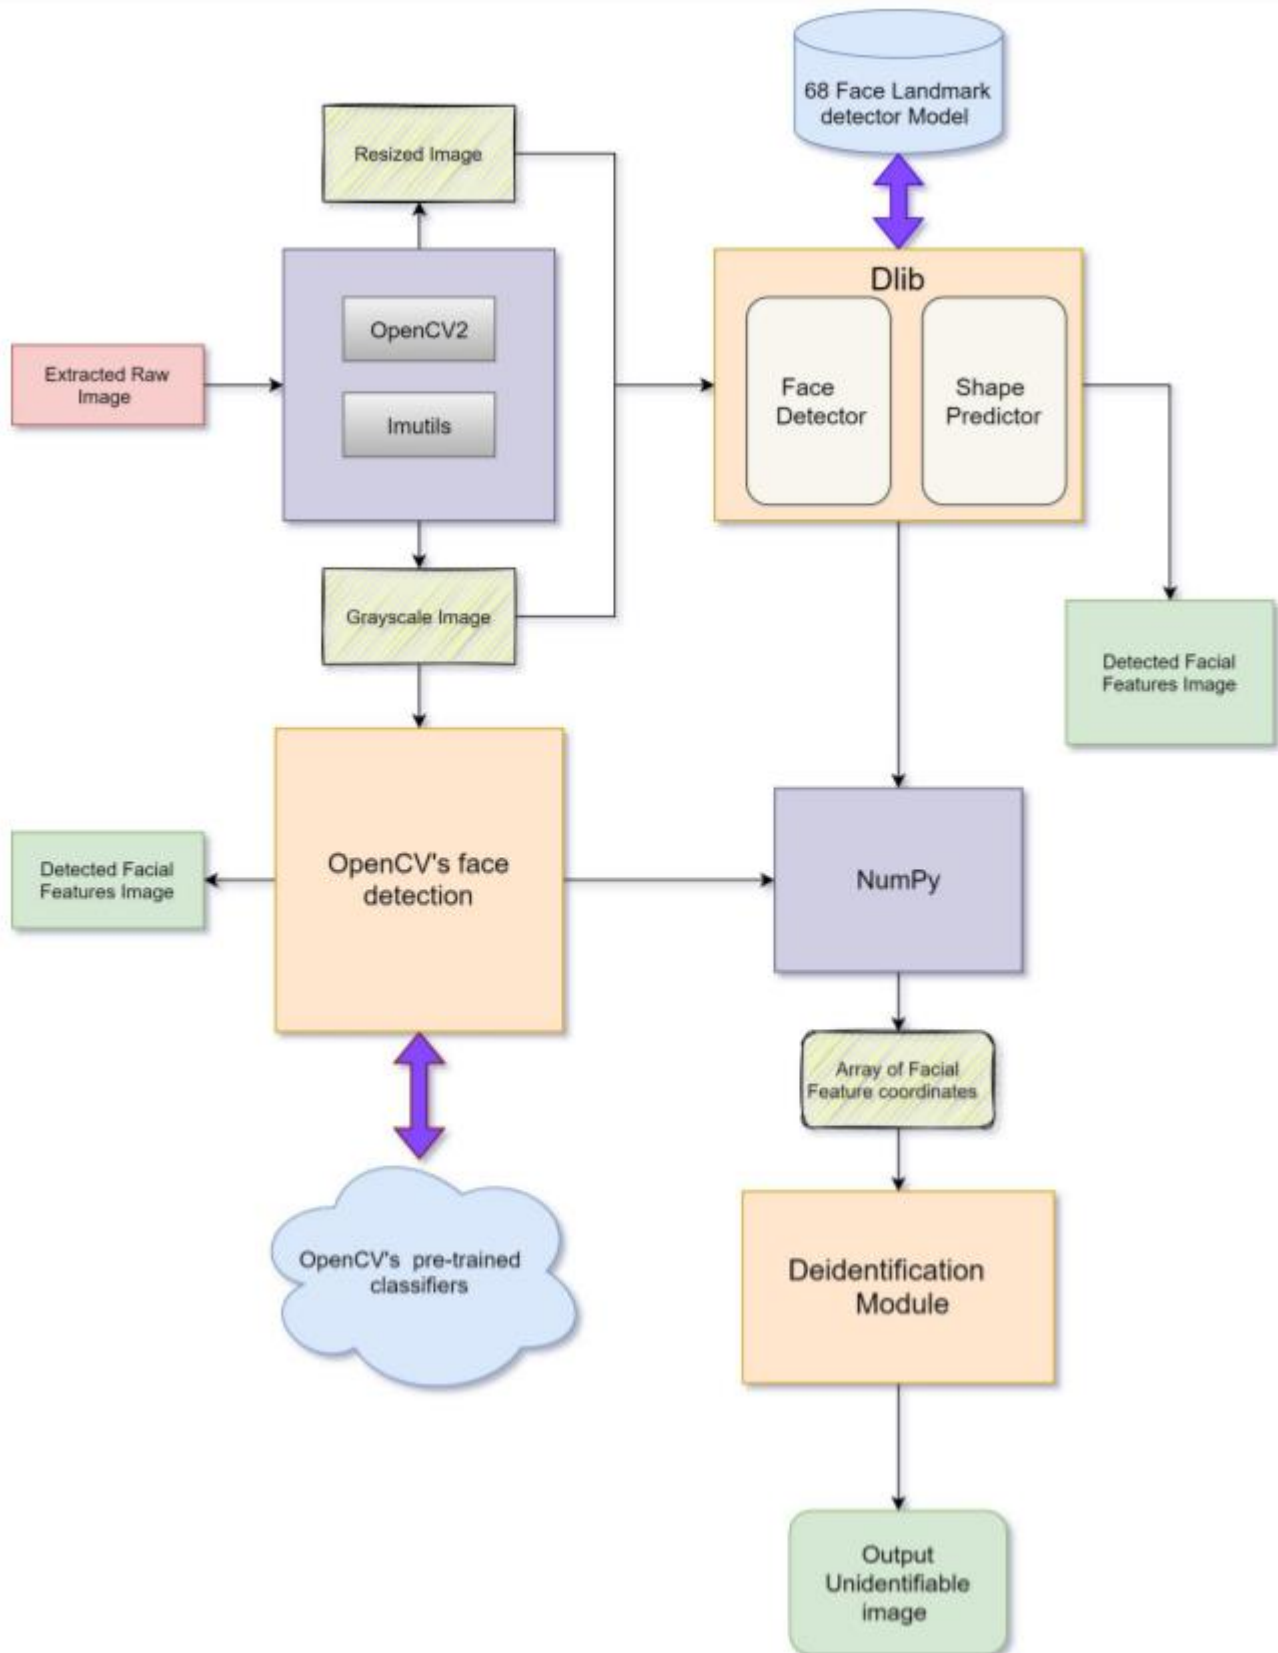 68 Face Landmark
detector Model
Resized Image
Dlib
OpenCV2
Imutils
Extracted Raw
Image
Face
Detector
Shape
Predictor
Grayscale Image
Detected Facial
Features Image
OpenCV's face
detection
Detected Facial
Features Image
NumPy
Array of Facial
Feature coordinates
OpenCV's  pre-trained
classifiers
Deidentification
Module
Output
Unidentifiable
image